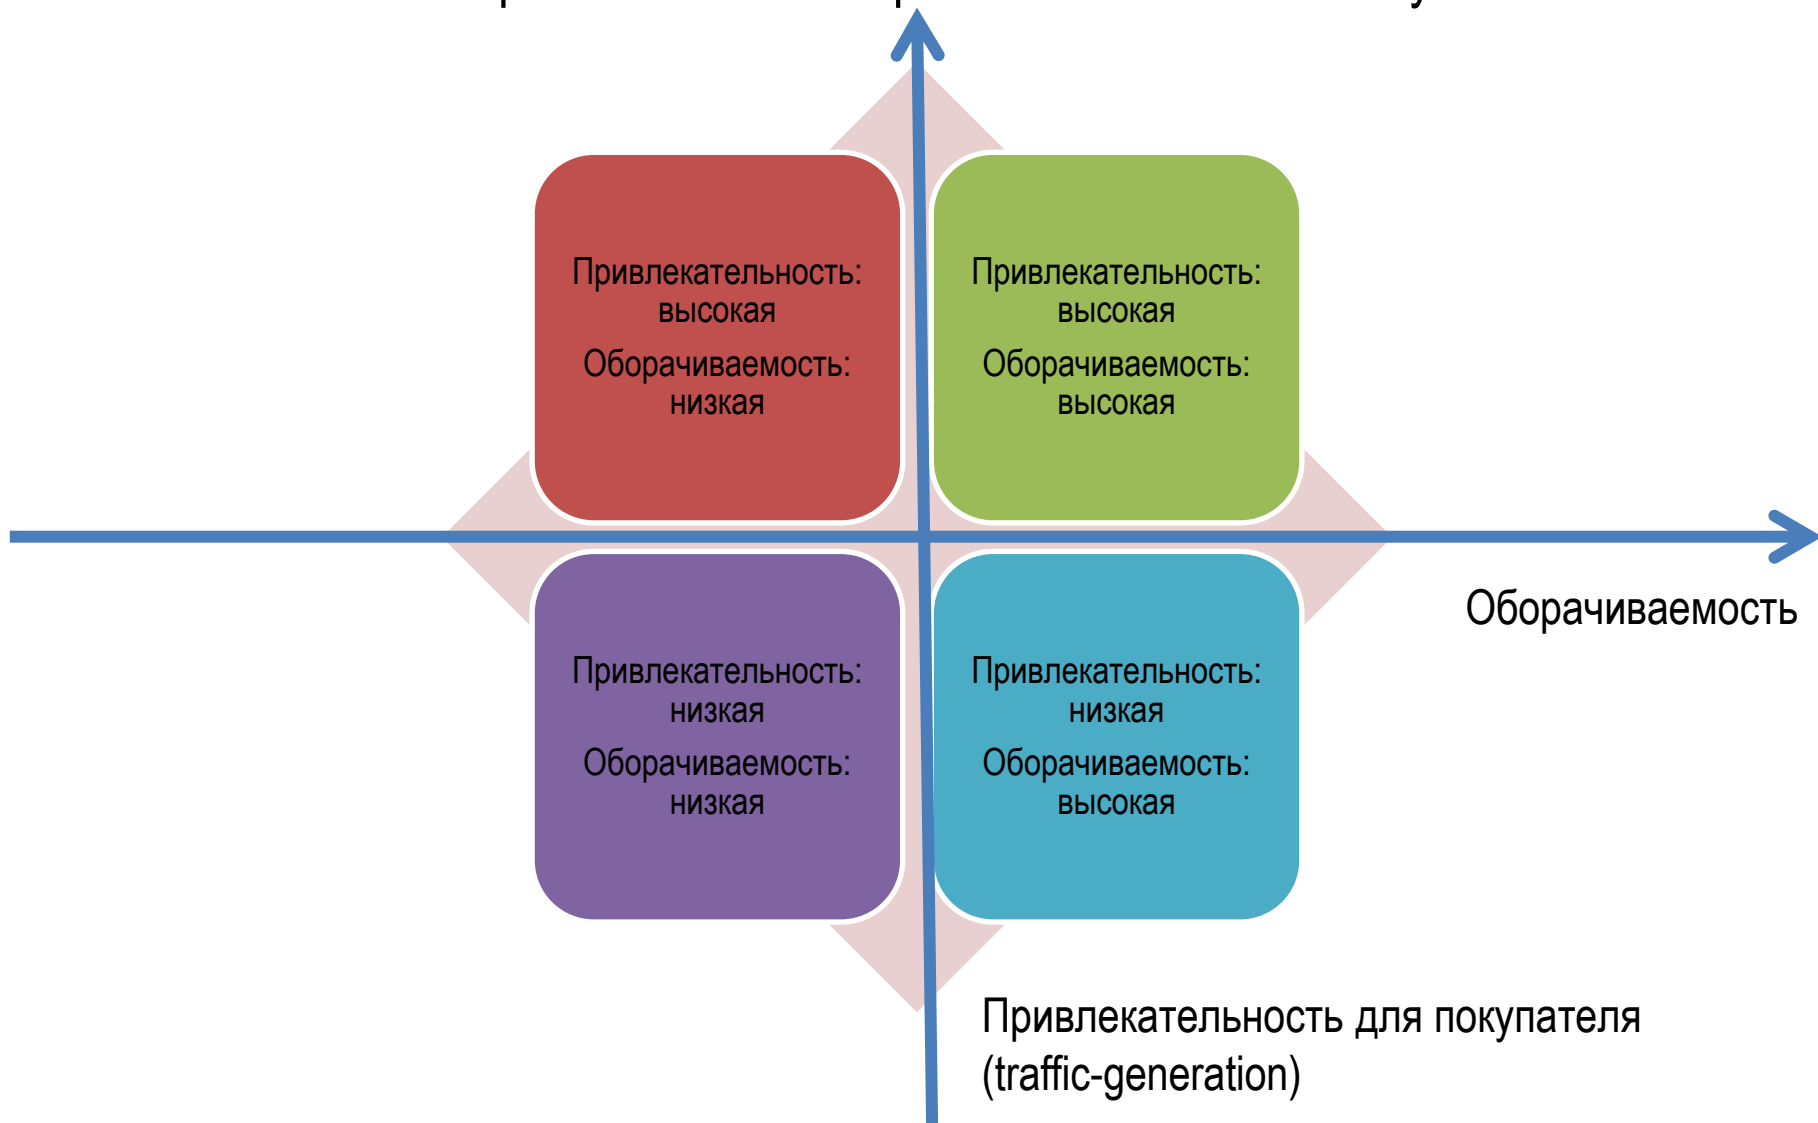 Привлекательность:
высокая
Оборачиваемость:
низкая
Привлекательность:
высокая
Оборачиваемость:
высокая
Оборачиваемость
Привлекательность:
низкая
Оборачиваемость:
низкая
Привлекательность:
низкая
Оборачиваемость:
высокая
Привлекательность для покупателя
(traffic-generation)